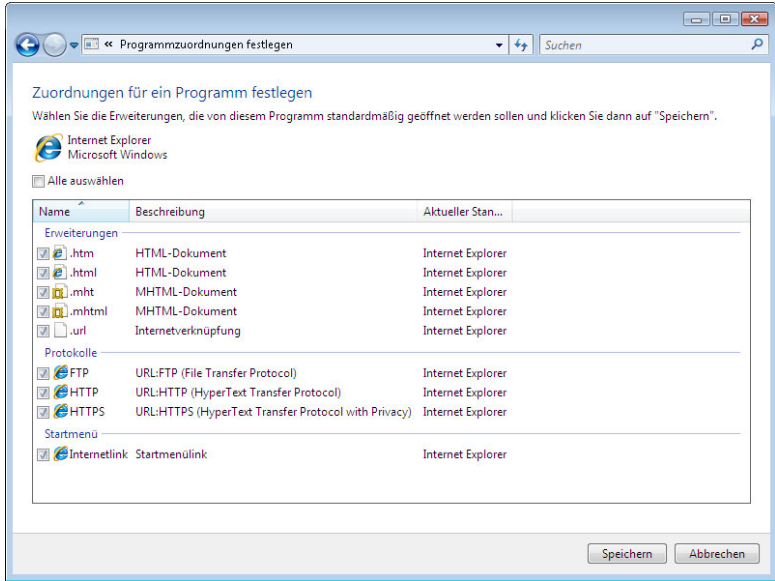 « Programmzuordnungen festlegen
Suchen
Zuordnungen für ein Programm festlegen
Wählen Sie die Erweiterungen, die von diesem Programm standardmäßig geöffnet werden sollen und klicken Sie dann auf "Speichern".
Internet Explorer
Microsoft Windows
Alle auswählen
Name Beschreibung Aktueller Stan...
Erweiterungen
.htm HTML-Dokument Internet Explorer
.html HTML-Dokument Internet Explorer
.mht MHTML-Dokument Internet Explorer
.mhtml MHTML-Dokument Internet Explorer
.url Internetverknüpfung Internet Explorer
Protokolle
FTP URL:FTP (File Transfer Protocol) Internet Explorer
HTTP URL:HTTP (HyperText Transfer Protocol) Internet Explorer
HTTPS URL:HTTPS (HyperText Transfer Protocol with Privacy) Internet Explorer
Startmenü
Internetlink Startmenülink Internet Explorer
Speichern Abbrechen